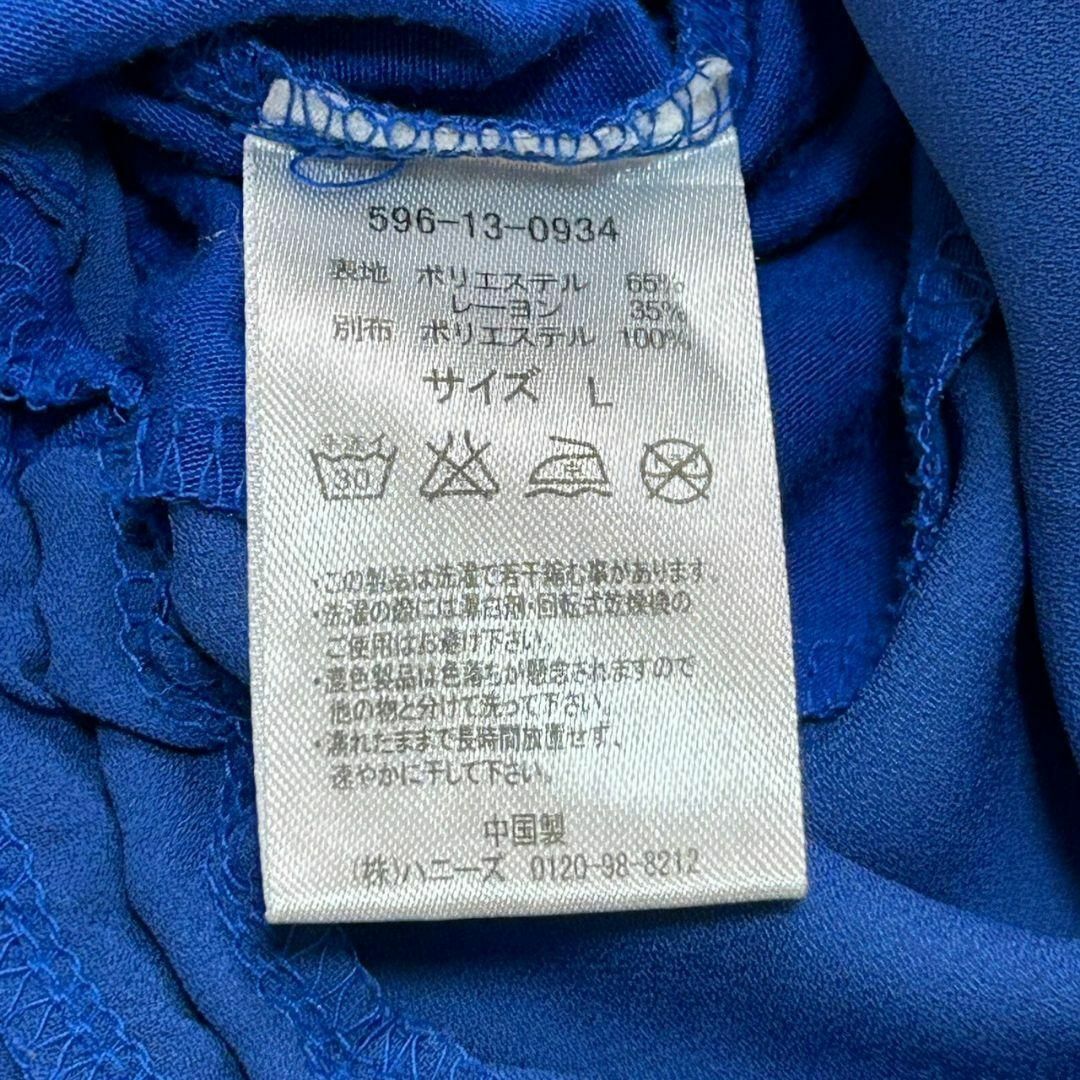 596-13-0934
表地 ポリエステル 65%
レーヨン 35%
別布 ポリエステル 100%
サイズ L
ネオイ
30
中
・この製品は洗濯で若干縮む事があります。
・洗濯の際には漂白剤・回転式乾燥機の
ご使用はお避け下さい。
・濃色製品は色落ちが懸念されますので
他の物と分けて洗って下さい。
・濡れたままで長時間放置せず、
速やかに干して下さい。
中国製
(株)ハニーズ 0120-98-8212